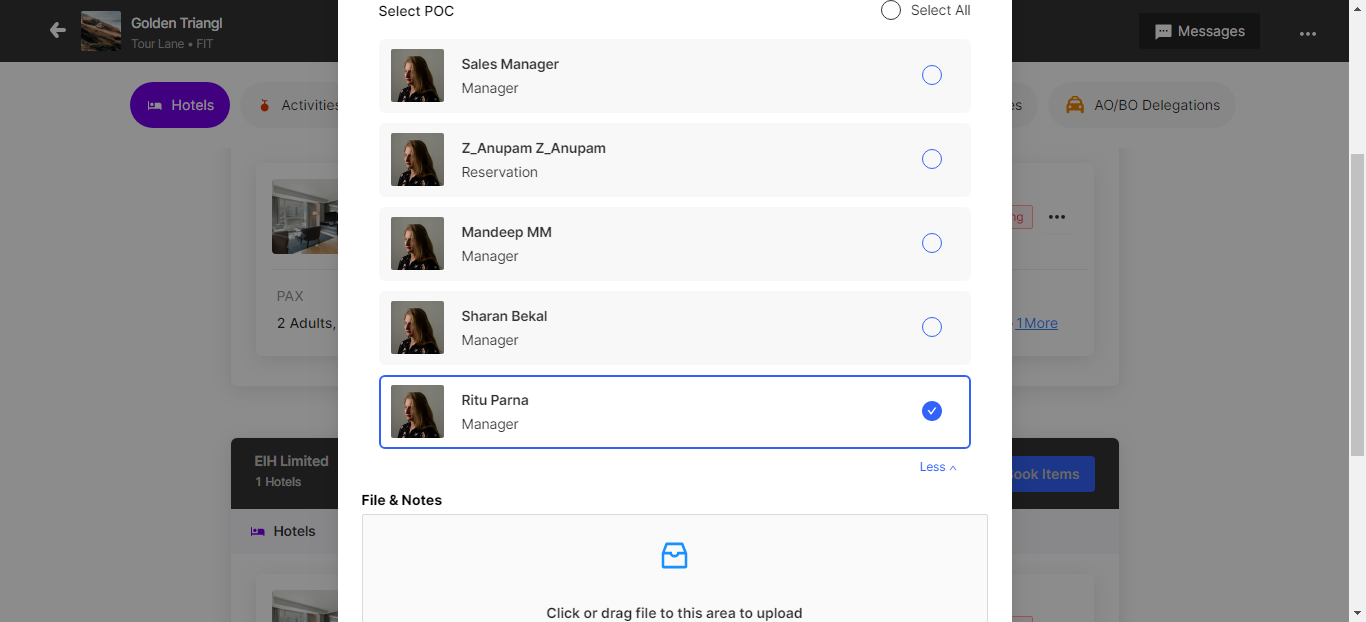 Golden Triangl
Tour Lane • FIT
Messages
Hotels
Activities
AO/BO Delegations
Select POC
Select All
Sales Manager
Manager
Z_Anupam Z_Anupam
Reservation
Mandeep MM
Manager
Sharan Bekal
Manager
Ritu Parna
Manager
Less
File & Notes
Click or drag file to this area to upload
PAX
2 Adults,
1More
EIH Limited
1 Hotels
Book Items
Hotels